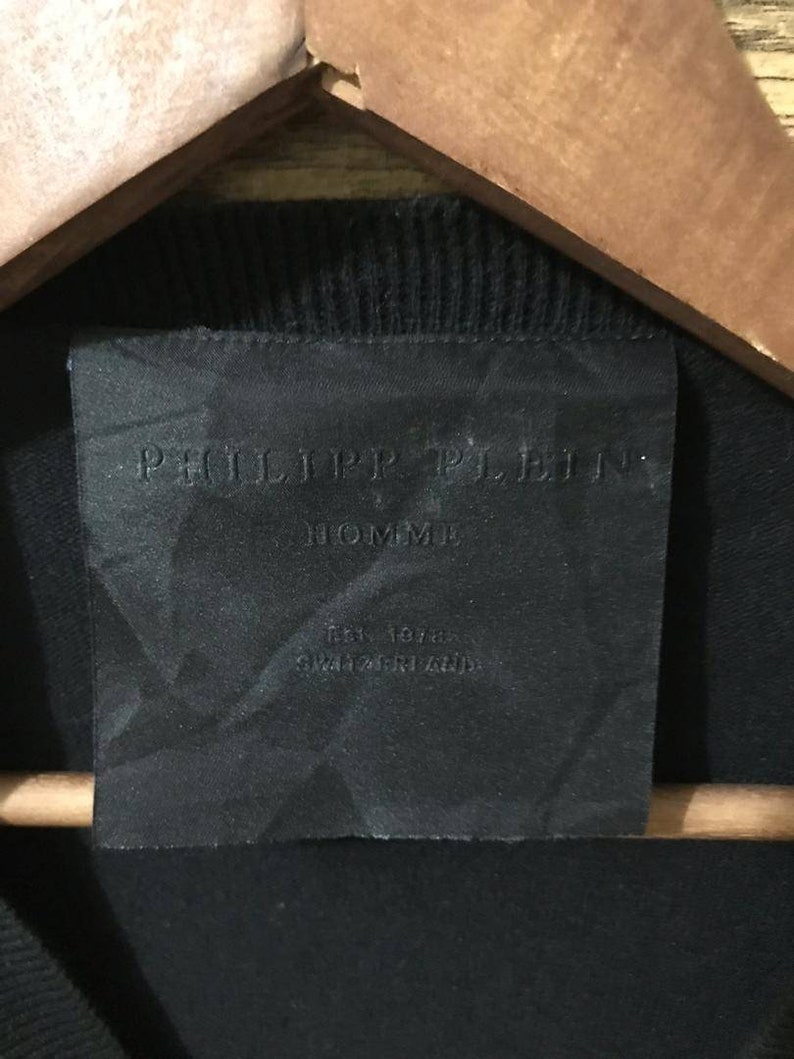 PHILIPP PLEIN
HOMME
EST. 1978
SWITZERLAND